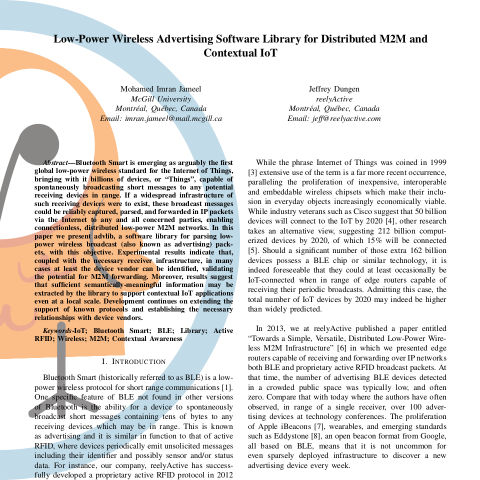 Low-Power Wireless Advertising Software Library for Distributed M2M and
Contextual IoT
Mohamed Imran Jameel
McGill University
Montréal, Québec, Canada
Email: imran.jameel@mail.mcgill.ca
Jeffrey Dungen
reelyActive
Montréal, Québec, Canada
Email: jeff@reelyactive.com
Abstract—Bluetooth Smart is emerging as arguably the first
global low-power wireless standard for the Internet of Things,
bringing with it billions of devices, or “Things”, capable of
spontaneously broadcasting short messages to any potential
receiving devices in range. If a widespread infrastructure of
such receiving devices were to exist, these broadcast messages
could be reliably captured, parsed, and forwarded in IP packets
via the Internet to any and all concerned parties, enabling
connectionless, distributed low-power M2M networks. In this
paper we present advlib, a software library for parsing low-
power wireless broadcast (also known as advertising) pack-
ets, with this objective. Experimental results indicate that,
coupled with the necessary receiver infrastructure, in many
cases at least the device vendor can be identified, validating
the potential for M2M forwarding. Moreover, results suggest
that sufficient semantically-meaningful information may be
extracted by the library to support contextual IoT applications
even at a local scale. Development continues on extending the
support of known protocols and establishing the necessary
relationships with device vendors.
Keywords-IoT; Bluetooth Smart; BLE; Library; Active
RFID; Wireless; M2M; Contextual Awareness
1. INTRODUCTION
Bluetooth Smart (historically referred to as BLE) is a low-
power wireless protocol for short range communications [1].
One specific feature of BLE not found in other versions
of Bluetooth is the ability for a device to spontaneously
broadcast short messages containing tens of bytes to any
receiving devices which may be in range. This is known
as advertising and it is similar in function to that of active
RFID, where devices periodically emit unsolicited messages
including their identifier and possibly sensor and/or status
data. For instance, our company, reelyActive has success-
fully developed a proprietary active RFID protocol in 2012
While the phrase Internet of Things was coined in 1999
[3] extensive use of the term is a far more recent occurrence,
paralleling the proliferation of inexpensive, interoperable
and embeddable wireless chipsets which make their inclu-
sion in everyday objects increasingly economically viable.
While industry veterans such as Cisco suggest that 50 billion
devices will connect to the IoT by 2020 [4], other research
takes an alternative view, suggesting 212 billion comput-
erized devices by 2020, of which 15% will be connected
[5]. Should a significant number of those extra 162 billion
devices possess a BLE chip or similar technology, it is
indeed foreseeable that they could at least occasionally be
IoT-connected when in range of edge routers capable of
receiving their periodic broadcasts. Admitting this case, the
total number of IoT devices by 2020 may indeed be higher
than widely predicted.
In 2013, we at reelyActive published a paper entitled
“Towards a Simple, Versatile, Distributed Low-Power Wire-
less M2M Infrastructure” [6] in which we presented edge
routers capable of receiving and forwarding over IP networks
both BLE and proprietary active RFID broadcast packets. At
that time, the number of advertising BLE devices detected
in a crowded public space was typically low, and often
zero. Compare that with today where the authors have often
observed, in range of a single receiver, over 100 adver-
tising devices at technology conferences. The proliferation
of Apple iBeacons [7], wearables, and emerging standards
such as Eddystone [8], an open beacon format from Google,
all based on BLE, means that it is not uncommon for
even sparsely deployed infrastructure to discover a new
advertising device every week.